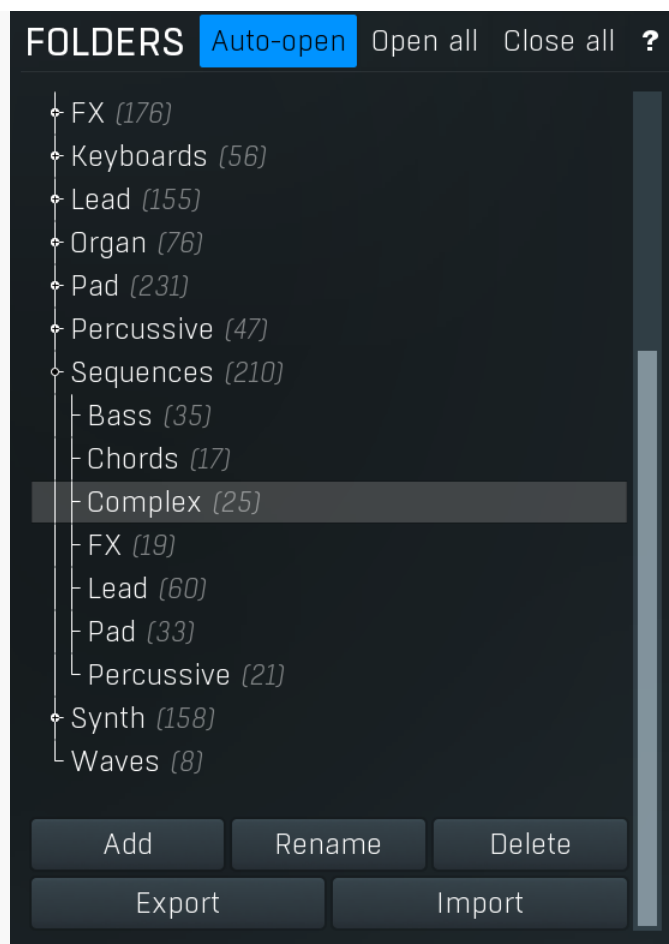 FOLDERS Auto-open Open all Close all ?
FX (176)
Keyboards (56)
Lead (155)
Organ (76)
Pad (231)
Percussive (47)
Sequences (210)
Bass (35)
Chords (17)
Complex (25)
FX (19)
Lead (60)
Pad (33)
Percussive (21)
Synth (158)
Waves (8)
Add Rename Delete
Export Import